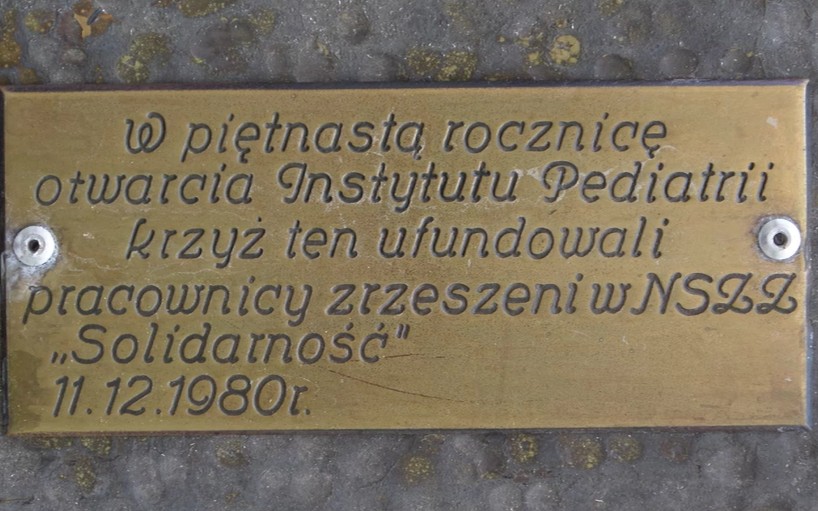 W piętnastą rocznicę
otwarcia Instytutu Pediatrii
krzyż ten ufundowali
pracownicy zrzeszeni w NSZZ
„Solidarność”
11.12.1980r.